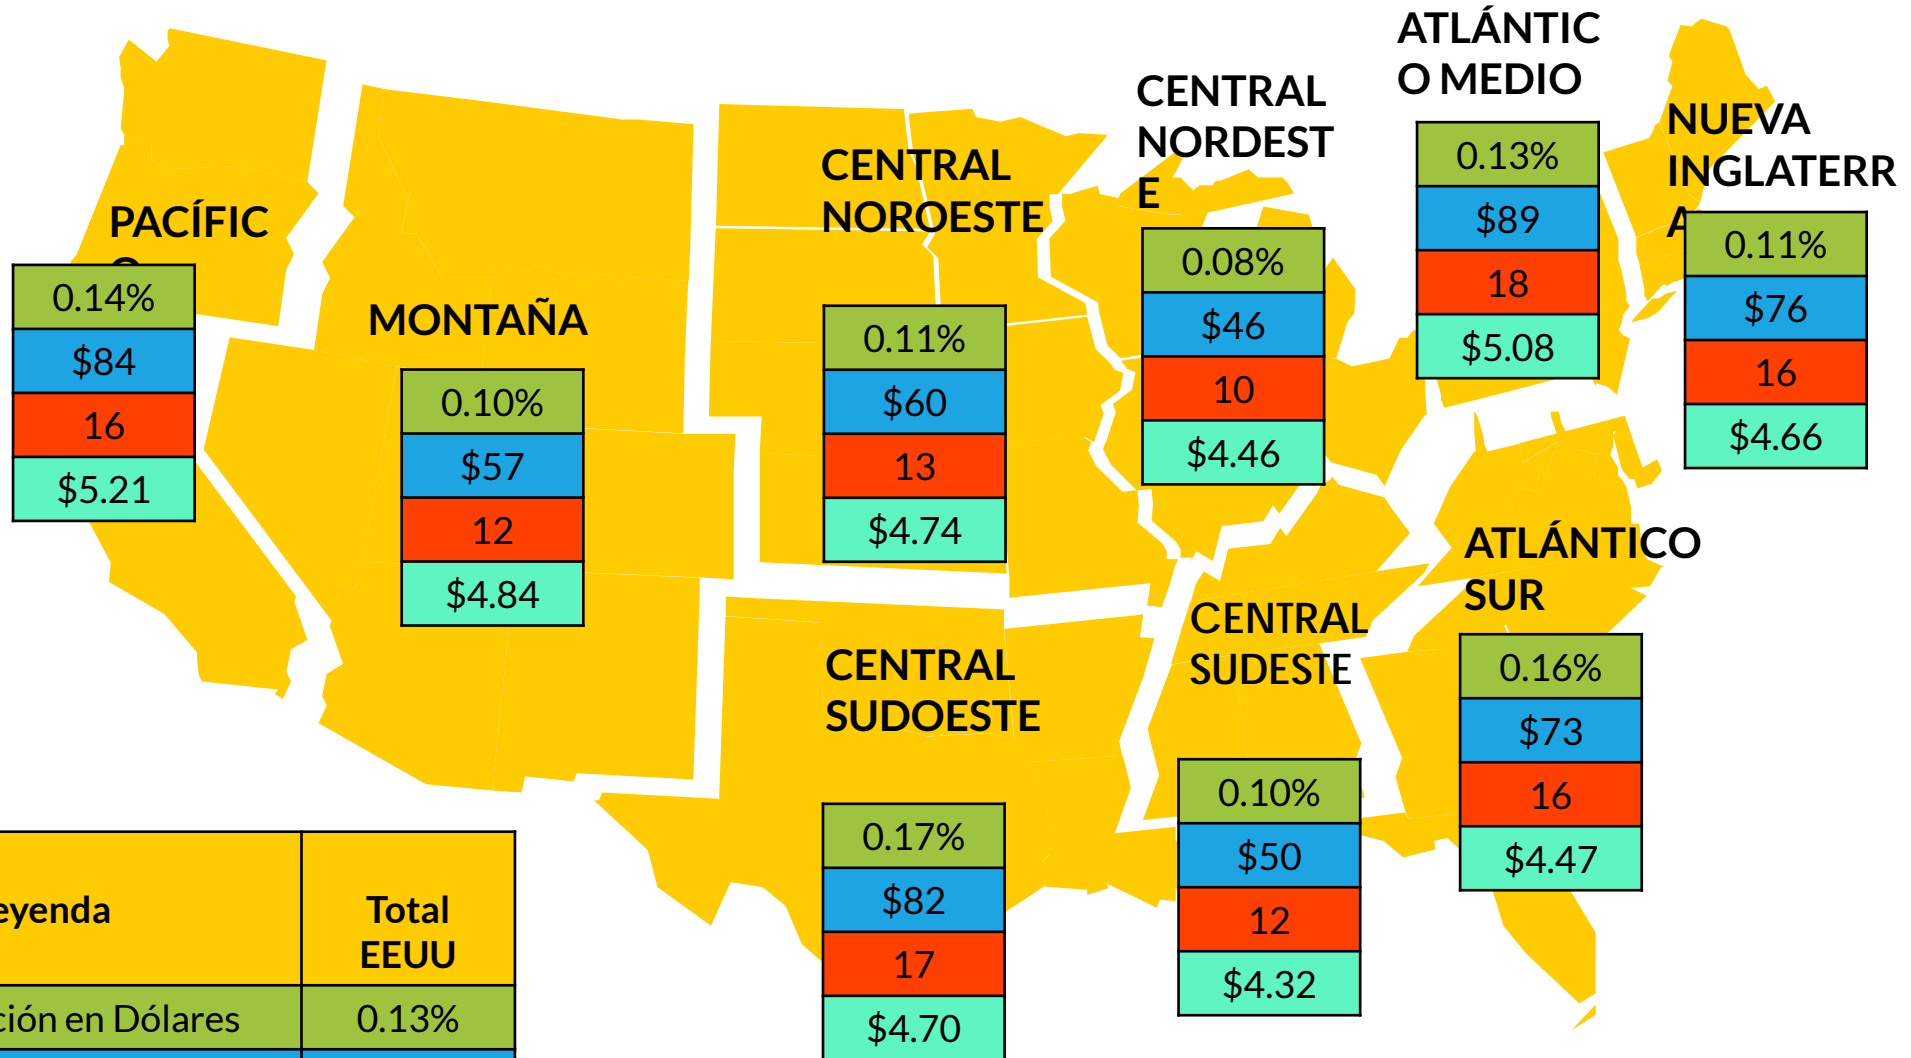 ATLÁNTIC
O MEDIO
0.13%
$89
18
$5.08
CENTRAL
NORDEST
E
0.08%
$46
10
$4.46
NUEVA
INGLATERR
A
0.11%
$76
16
$4.66
PACÍFIC
O
0.14%
$84
16
$5.21
MONTAÑA
0.10%
$57
12
$4.84
CENTRAL
NOROESTE
0.11%
$60
13
$4.74
ATLÁNTICO
SUR
0.16%
$73
16
$4.47
CENTRAL
SUDESTE
0.10%
$50
12
$4.32
CENTRAL
SUDOESTE
0.17%
$82
17
$4.70
eyenda
Total
EEUU
ción en Dólares
0.13%